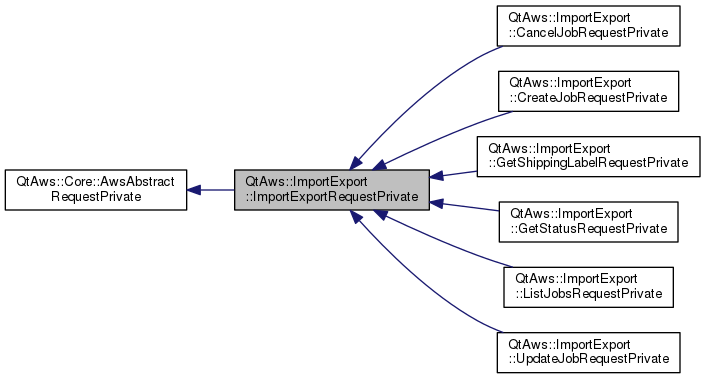 QtAws::Core::AwsAbstract
RequestPrivate
QtAws::ImportExport
::ImportExportRequestPrivate
QtAws::ImportExport
::CancelJobRequestPrivate
QtAws::ImportExport
::CreateJobRequestPrivate
QtAws::ImportExport
::GetShippingLabelRequestPrivate
QtAws::ImportExport
::GetStatusRequestPrivate
QtAws::ImportExport
::ListJobsRequestPrivate
QtAws::ImportExport
::UpdateJobRequestPrivate